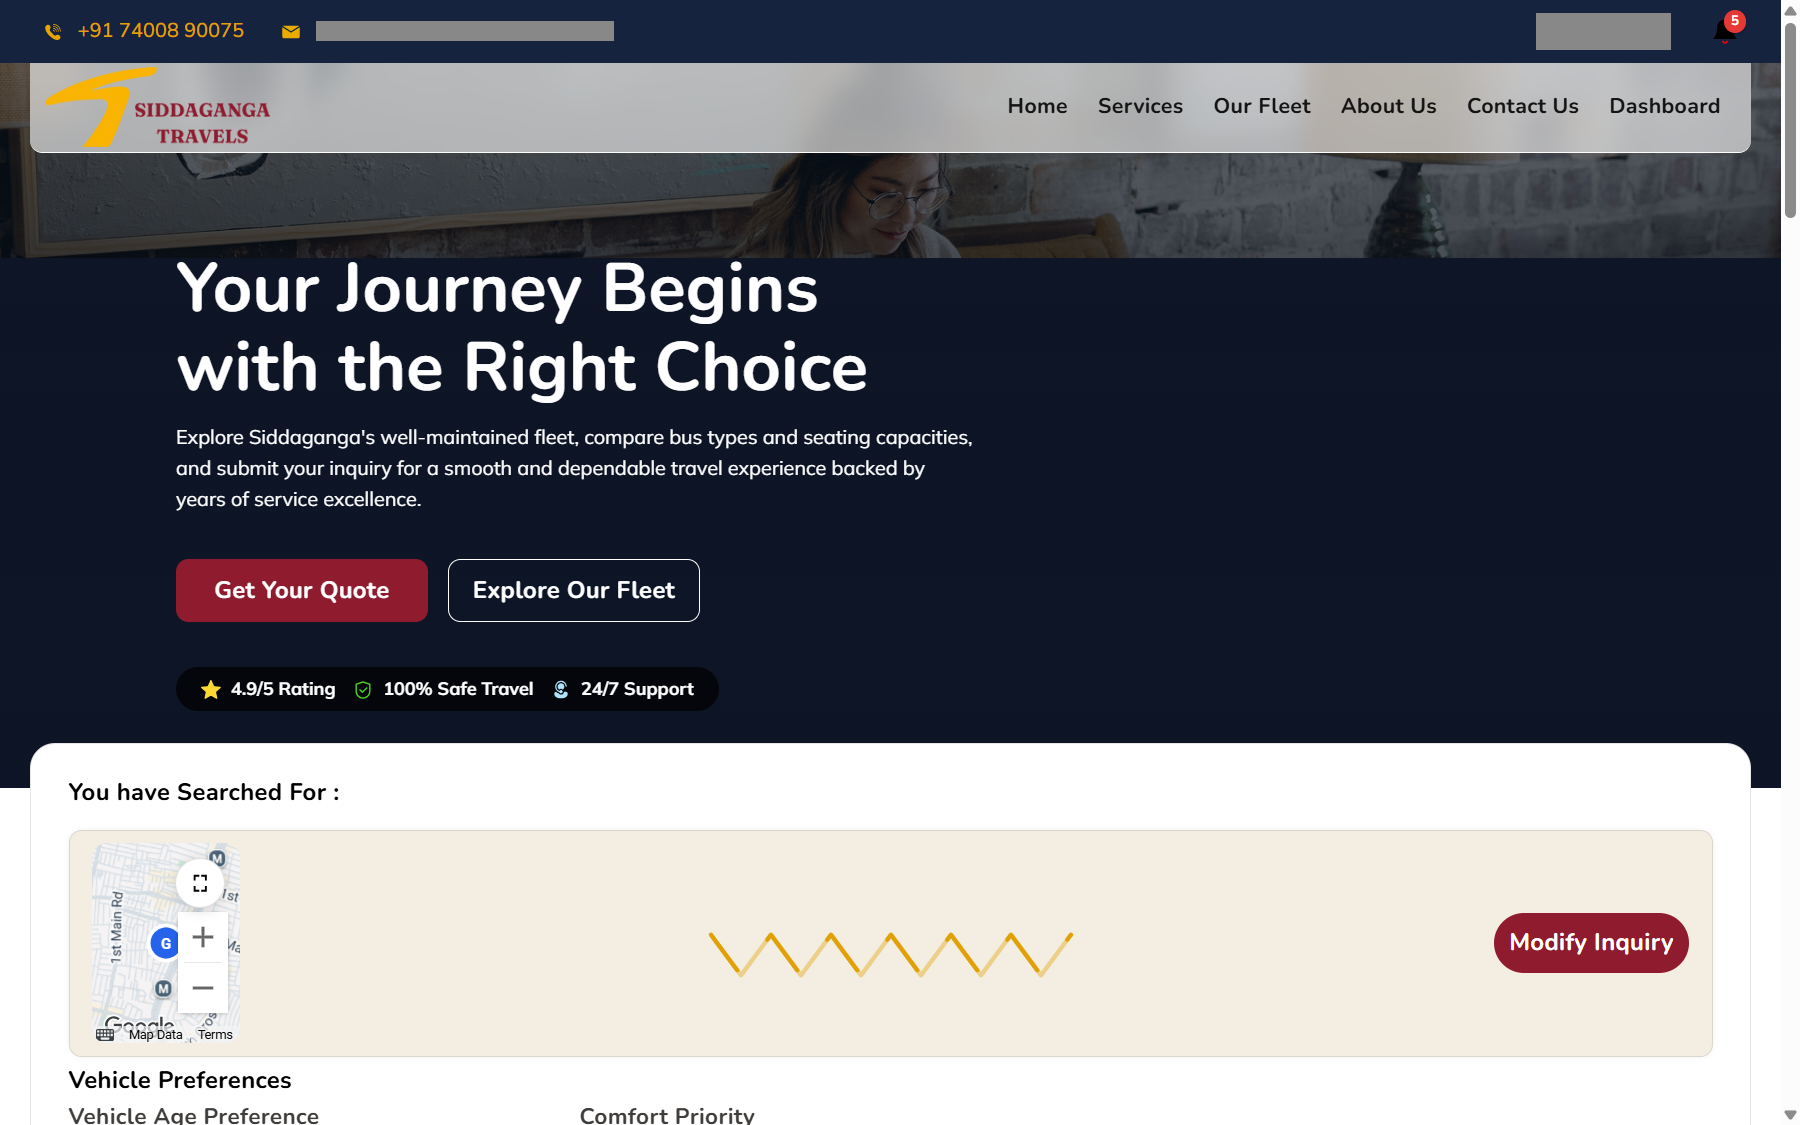 +91 74008 90075
5
SIDDAGANGA
TRAVELS
Home Services Our Fleet About Us Contact Us Dashboard
Your Journey Begins
with the Right Choice
Explore Siddaganga's well-maintained fleet, compare bus types and seating capacities,
and submit your inquiry for a smooth and dependable travel experience backed by
years of service excellence.
Get Your Quote Explore Our Fleet
4.9/5 Rating 100% Safe Travel 24/7 Support
You have Searched For :
M
1st
1st Main Rd
G
Ma
M
Google
Map Data Terms
Modify Inquiry
Vehicle Preferences
Vehicle Age Preference Comfort Priority